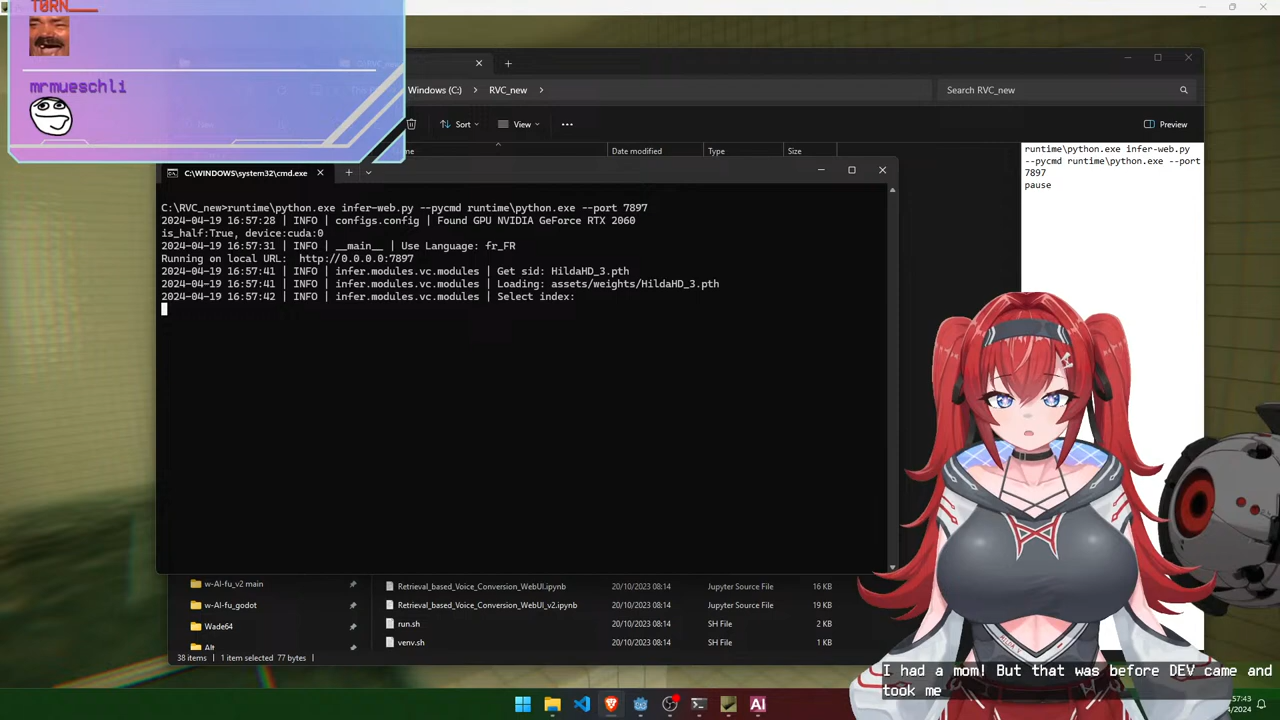 TØRN____
mrmueschli
Windows (C:) > RVC_new >
Search RVC_new
Sort
View
Preview
Date modified
Type
Size
runtime\python.exe infer-web.py
--pycmd runtime\python.exe --port
7897
pause
C:\WINDOWS\system32\cmd.exe
C:\RVC_new>runtime\python.exe infer-web.py --pycmd runtime\python.exe --port 7897
2024-04-19 16:57:28 | INFO | configs.config | Found GPU NVIDIA GeForce RTX 2060
is_half:True, device:cuda:0
2024-04-19 16:57:31 | INFO | __main__ | Use Language: fr_FR
Running on local URL:  http://0.0.0.0:7897
2024-04-19 16:57:41 | INFO | infer.modules.vc.modules | Get sid: HildaHD_3.pth
2024-04-19 16:57:41 | INFO | infer.modules.vc.modules | Loading: assets/weights/HildaHD_3.pth
2024-04-19 16:57:42 | INFO | infer.modules.vc.modules | Select index:
w-AI-fu_v2 main
Retrieval_based_Voice_Conversion_WebUI.ipynb 20/10/2023 08:14 Jupyter Source File 16 KB
w-AI-fu_godot
Retrieval_based_Voice_Conversion_WebUI_v2.ipynb 20/10/2023 08:14 Jupyter Source File 19 KB
Wade64
run.sh 20/10/2023 08:14 SH File 2 KB
Alt
venv.sh 20/10/2023 08:14 SH File 1 KB
38 items | 1 item selected 77 bytes |
I had a mom! But that was before DEV came and
took me
AI
:57:43
/2024